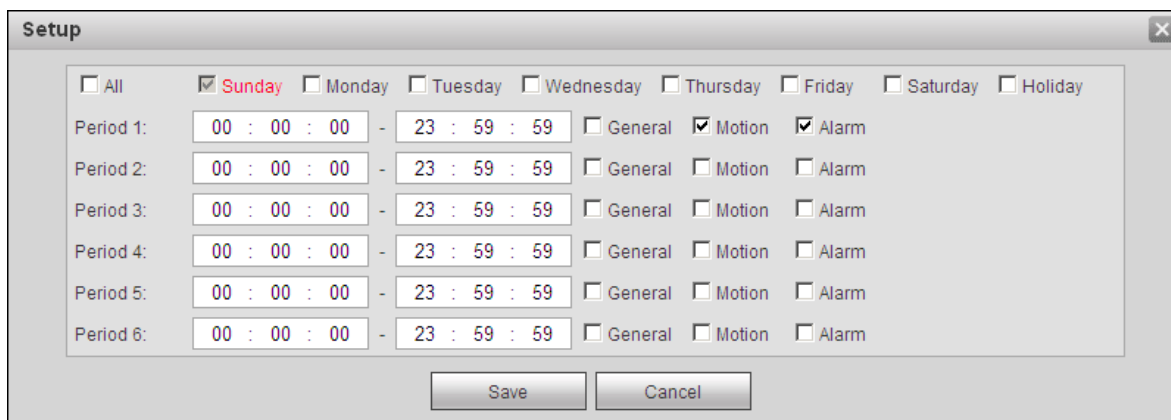 Setup
All Sunday Monday Tuesday Wednesday Thursday Friday Saturday Holiday
Period 1: 00 : 00 : 00 - 23 : 59 : 59 General Motion Alarm
Period 2: 00 : 00 : 00 - 23 : 59 : 59 General Motion Alarm
Period 3: 00 : 00 : 00 - 23 : 59 : 59 General Motion Alarm
Period 4: 00 : 00 : 00 - 23 : 59 : 59 General Motion Alarm
Period 5: 00 : 00 : 00 - 23 : 59 : 59 General Motion Alarm
Period 6: 00 : 00 : 00 - 23 : 59 : 59 General Motion Alarm
Save Cancel